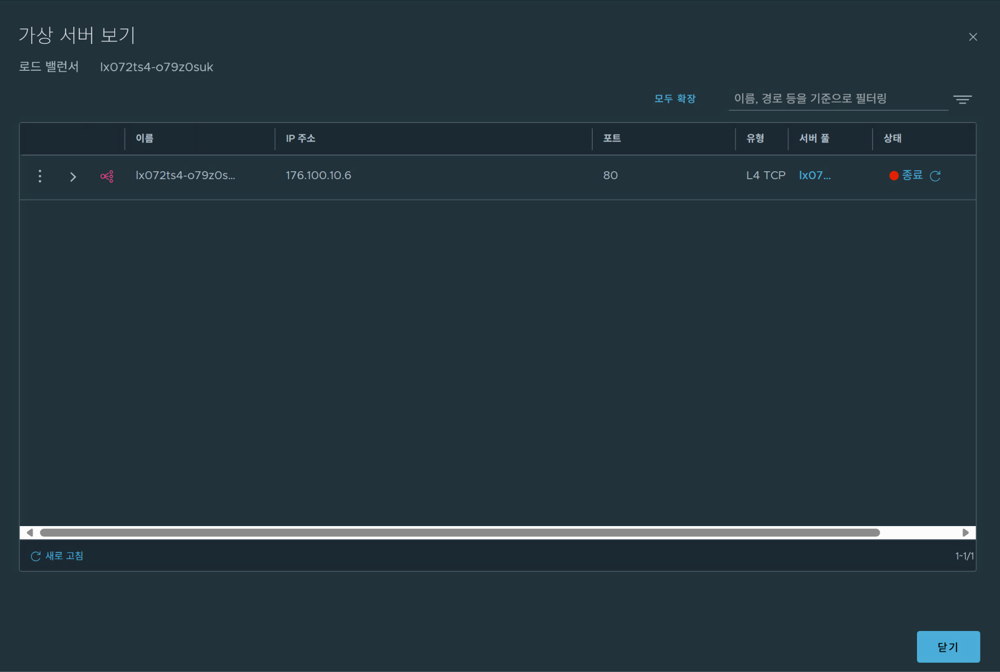 가상 서버 보기
로드 밸런서 lx072ts4-o79z0suk
모두 확장 이름, 경로 등을 기준으로 필터링
이름 IP 주소 포트 유형 서버 풀 상태
lx072ts4-o79z0s... 176.100.10.6 80 L4 TCP lx07... 종료
새로 고침 1~1/1
닫기